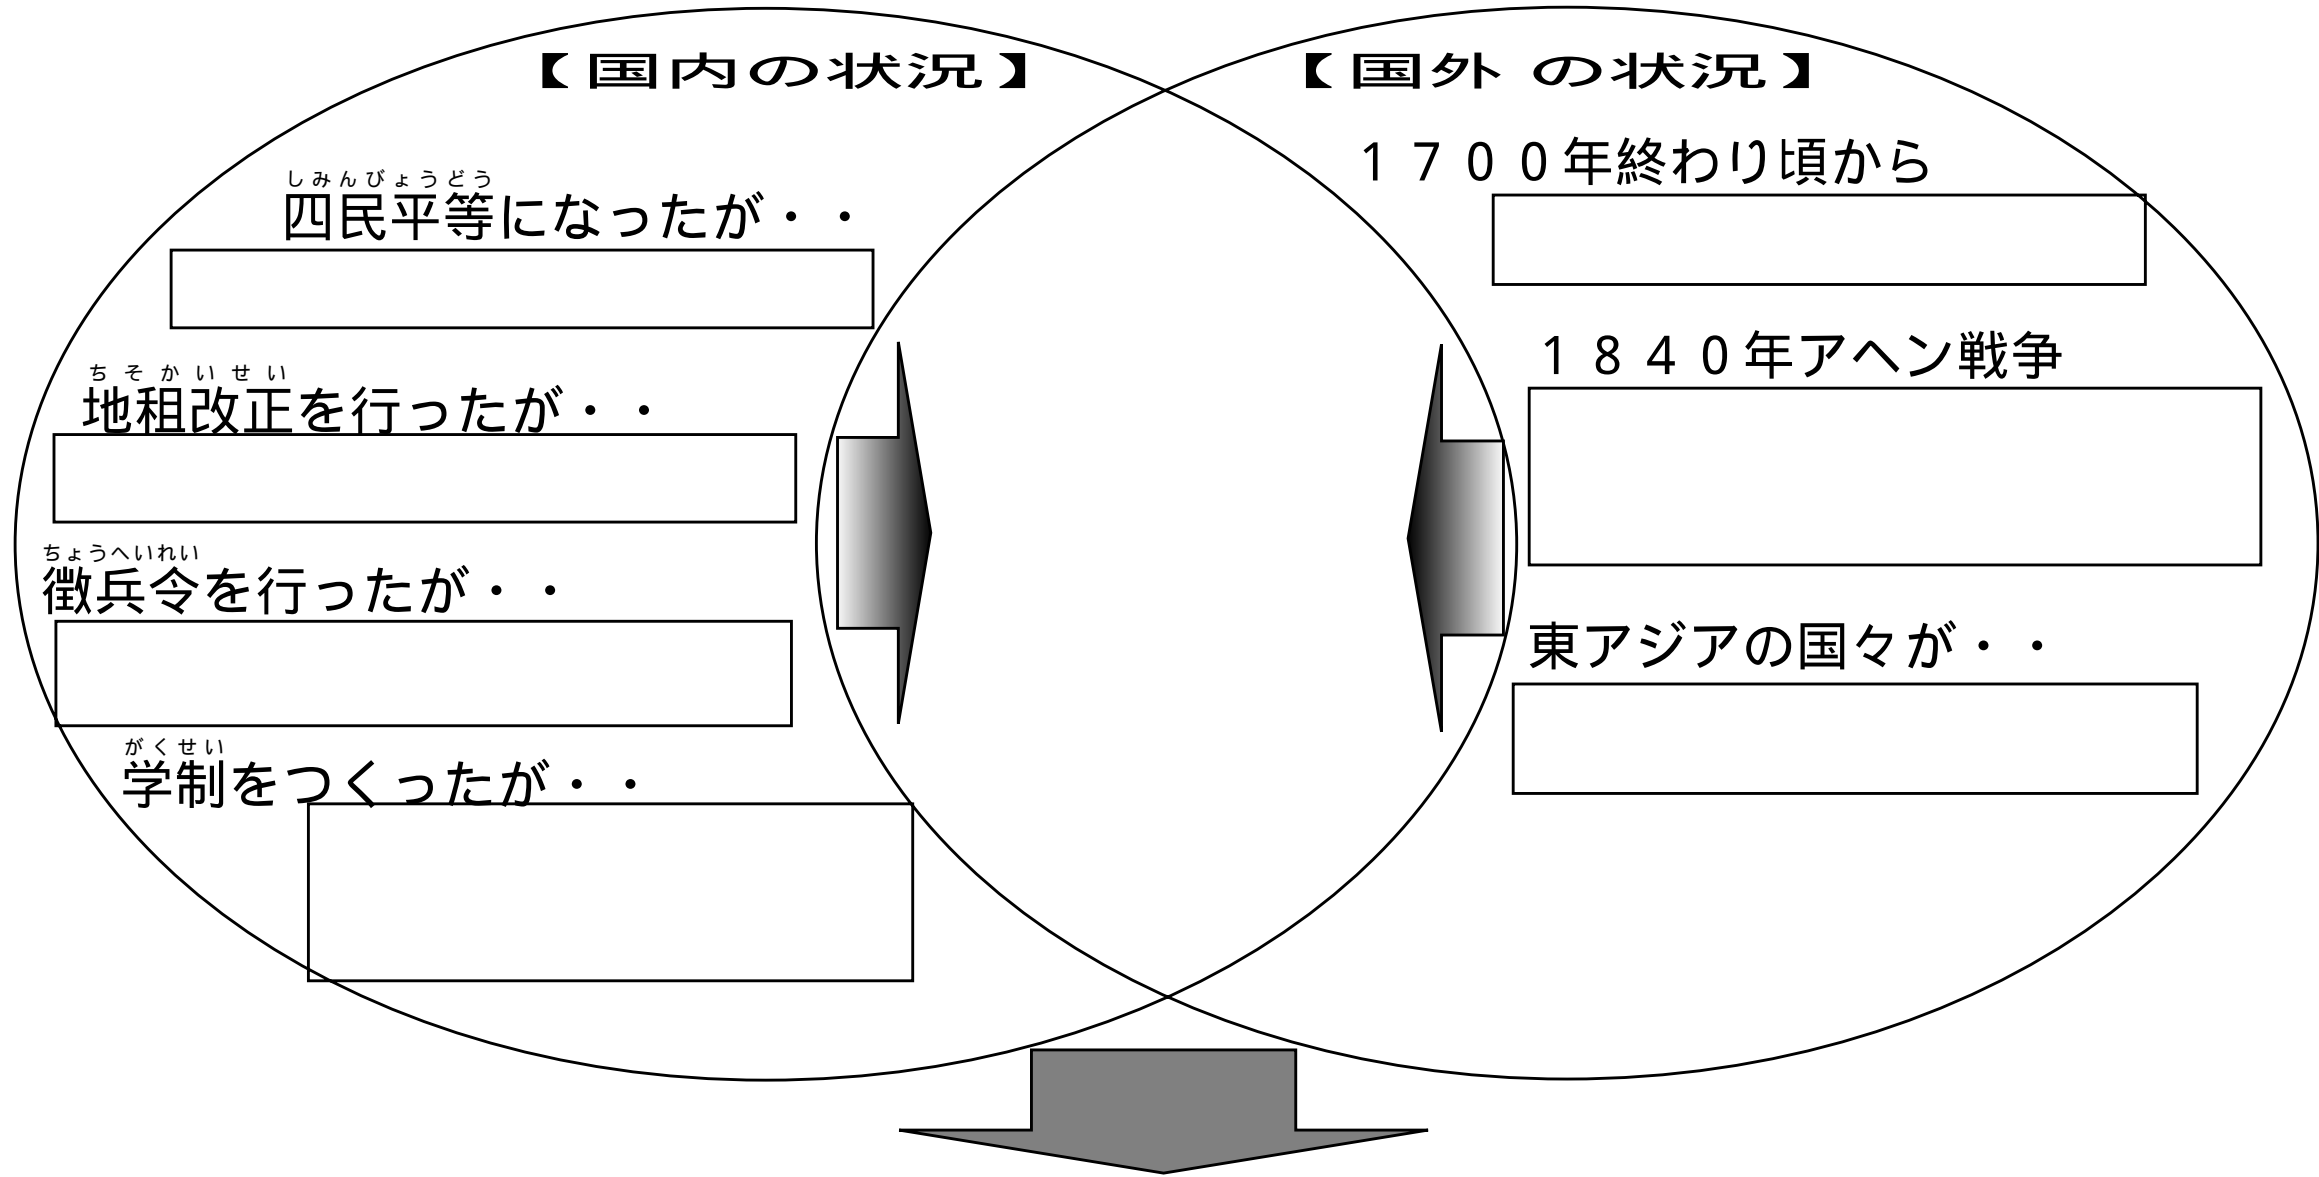 【国内の状況】
しみんびょうどう
四民平等になったが・・
ちそかいせい
地租改正を行ったが・・
ちょうへいれい
徴兵令を行ったが・・
がくせい
学制をつくったが・・
【国外の状況】
１７００年終わり頃から
１８４０年アヘン戦争
東アジアの国々が・・